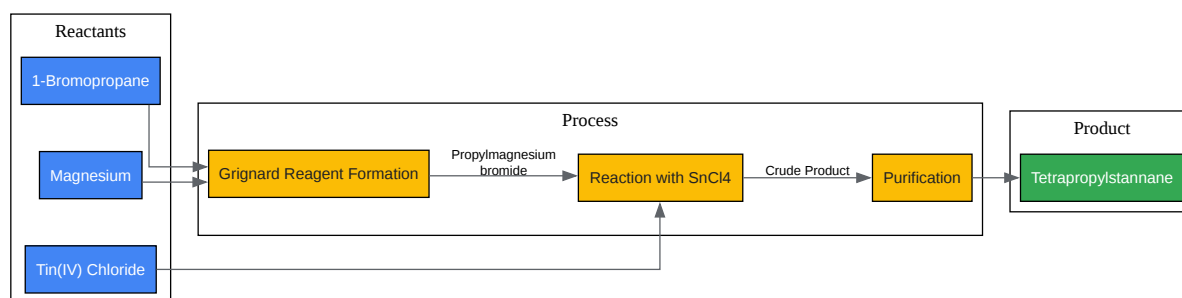 Reactants
1-Bromopropane
Magnesium
Tin(IV) Chloride
Process
Grignard Reagent Formation
Propylmagnesium
bromide
Reaction with SnCl4
Crude Product
Purification
Product
Tetrapropylstannane